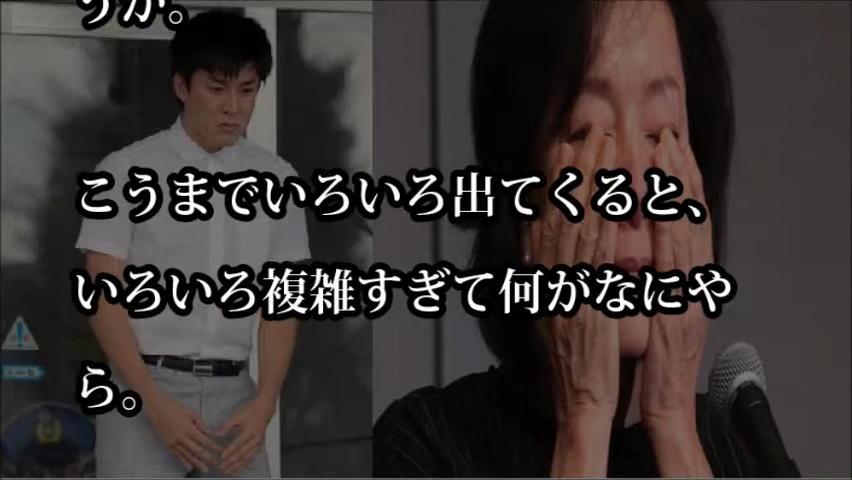 うか。
こうまでいろいろ出てくると、
いろいろ複雑すぎて何がなにや
ら。